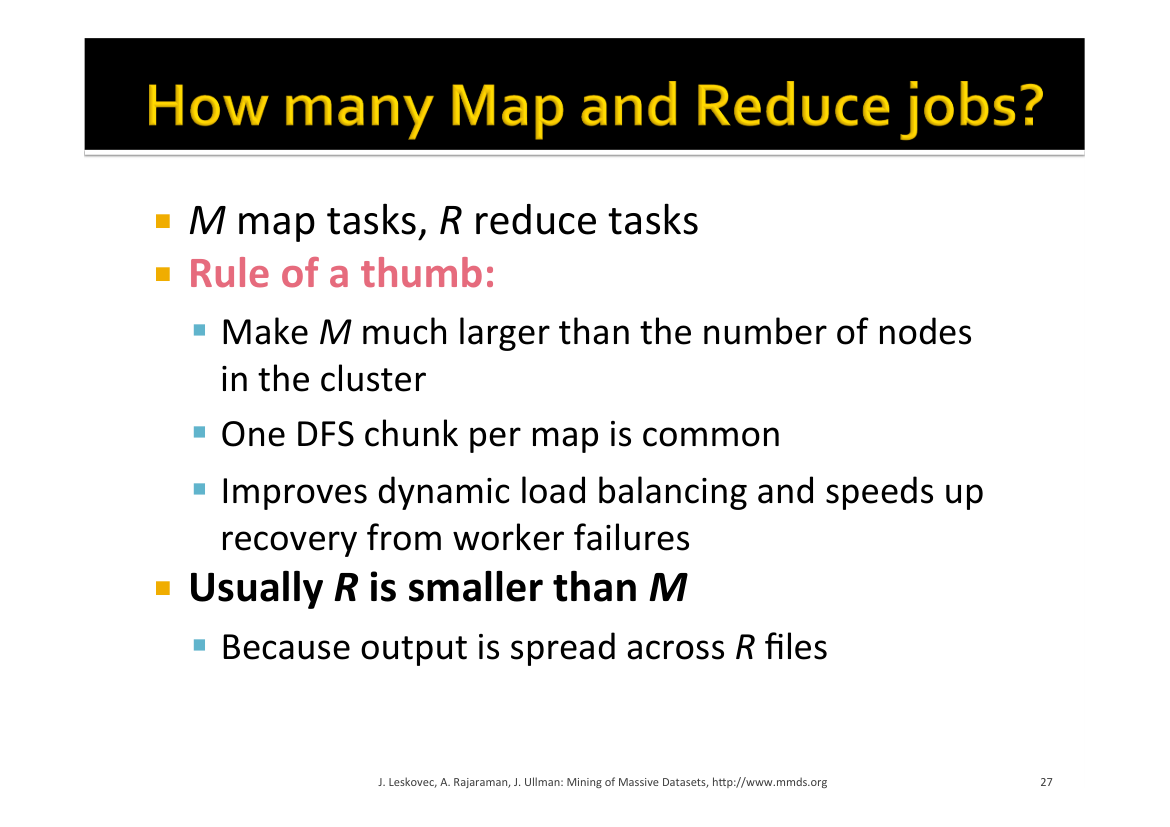 How many Map and Reduce jobs?
M map tasks, R reduce tasks
Rule of a thumb:
Make M much larger than the number of nodes
in the cluster
One DFS chunk per map is common
Improves dynamic load balancing and speeds up
recovery from worker failures
Usually R is smaller than M
Because output is spread across R files
J. Leskovec, A. Rajaraman, J. Ullman: Mining of Massive Datasets, http://www.mmds.org
27